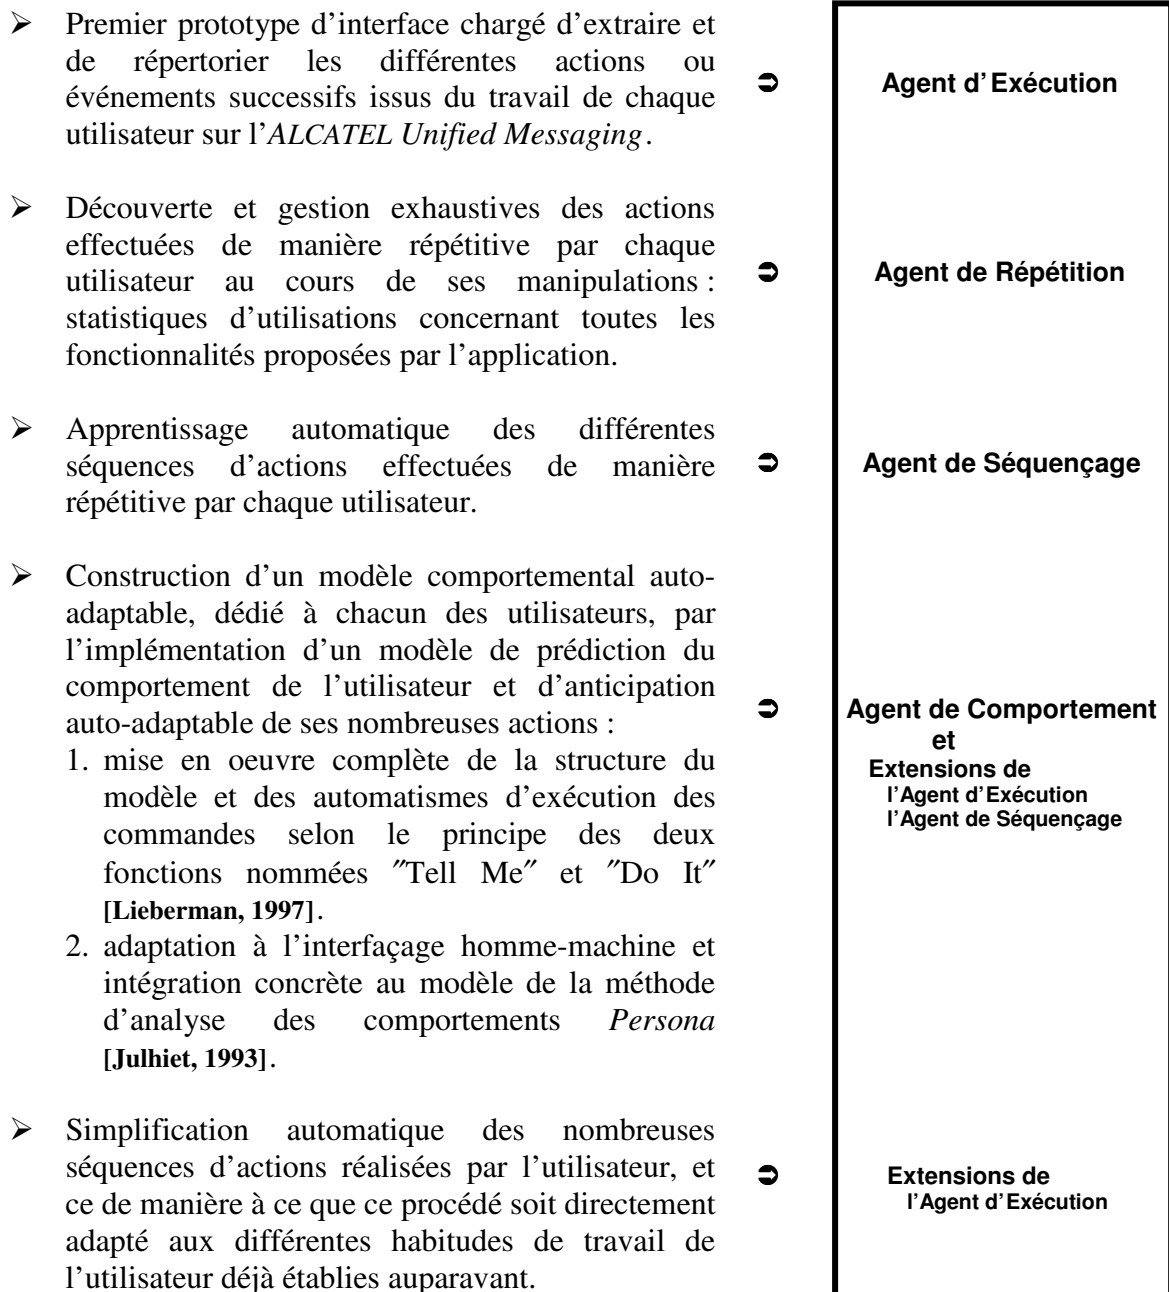 ➢ Premier prototype d’interface chargé d’extraire et
de répertorier les différentes actions ou
événements successifs issus du travail de chaque
utilisateur sur l’ALCATEL Unified Messaging.
➲ Agent d’Exécution
➢ Découverte et gestion exhaustives des actions
effectuées de manière répétitive par chaque
utilisateur au cours de ses manipulations :
statistiques d’utilisations concernant toutes les
fonctionnalités proposées par l’application.
➲ Agent de Répétition
➢ Apprentissage automatique des différentes
séquences d’actions effectuées de manière
répétitive par chaque utilisateur.
➲ Agent de Séquençage
➢ Construction d’un modèle comportemental auto-
adaptable, dédié à chacun des utilisateurs, par
l’implémentation d’un modèle de prédiction du
comportement de l’utilisateur et d’anticipation
auto-adaptable de ses nombreuses actions :
1. mise en oeuvre complète de la structure du
modèle et des automatismes d’exécution des
commandes selon le principe des deux
fonctions nommées ″Tell Me″ et ″Do It″
[Lieberman, 1997].
2. adaptation à l’interfaçage homme-machine et
intégration concrète au modèle de la méthode
d’analyse des comportements Persona
[Julhiet, 1993].
➲ Agent de Comportement
et
Extensions de
l’Agent d’Exécution
l’Agent de Séquençage
➢ Simplification automatique des nombreuses
séquences d’actions réalisées par l’utilisateur, et
ce de manière à ce que ce procédé soit directement
adapté aux différentes habitudes de travail de
l’utilisateur déjà établies auparavant.
➲ Extensions de
l’Agent d’Exécution